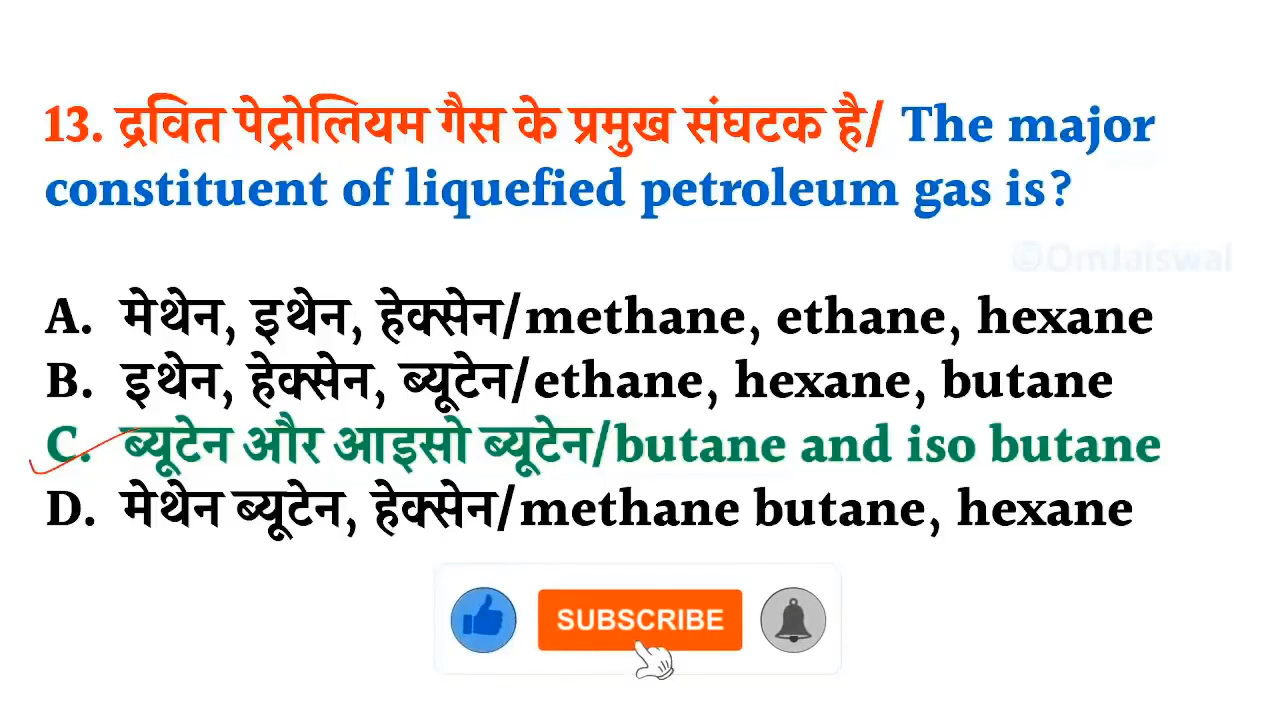 13. द्रवित पेट्रोलियम गैस के प्रमुख संघटक है/ The major
constituent of liquefied petroleum gas is?
©OmJaiswal
A. मेथेन, इथेन, हेक्सेन/methane, ethane, hexane
B. इथेन, हेक्सेन, ब्यूटेन/ethane, hexane, butane
C. ब्यूटेन और आइसो ब्यूटेन/butane and iso butane
D. मेथेन ब्यूटेन, हेक्सेन/methane butane, hexane
SUBSCRIBE